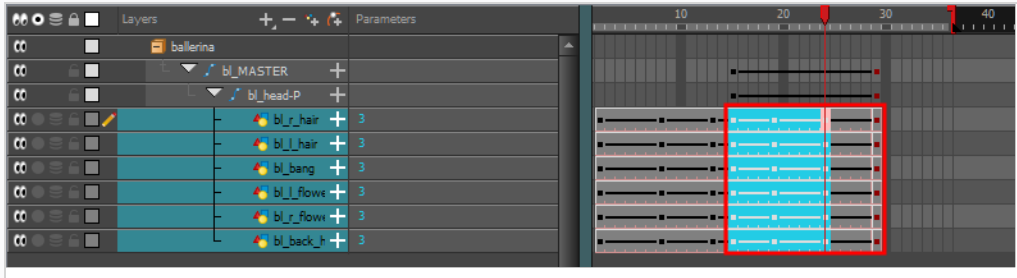 Layers Parameters 10 20 30 40
ballerina
bl_MASTER
bl_head-P
bl_r_hair 3
bl_l_hair 3
bl_bang 3
bl_l_flowe 3
bl_r_flowe 3
bl_back_h 3